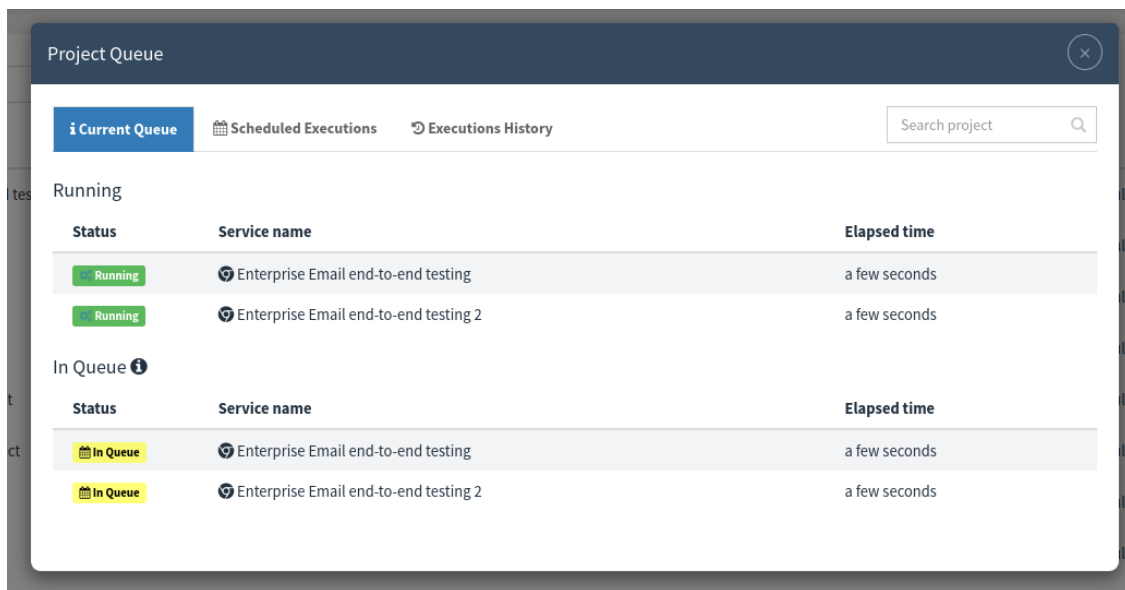 Project Queue
Current Queue Scheduled Executions Executions History Search project
Running
Status Service name Elapsed time
Running Enterprise Email end-to-end testing a few seconds
Running Enterprise Email end-to-end testing 2 a few seconds
In Queue
Status Service name Elapsed time
In Queue Enterprise Email end-to-end testing a few seconds
In Queue Enterprise Email end-to-end testing 2 a few seconds